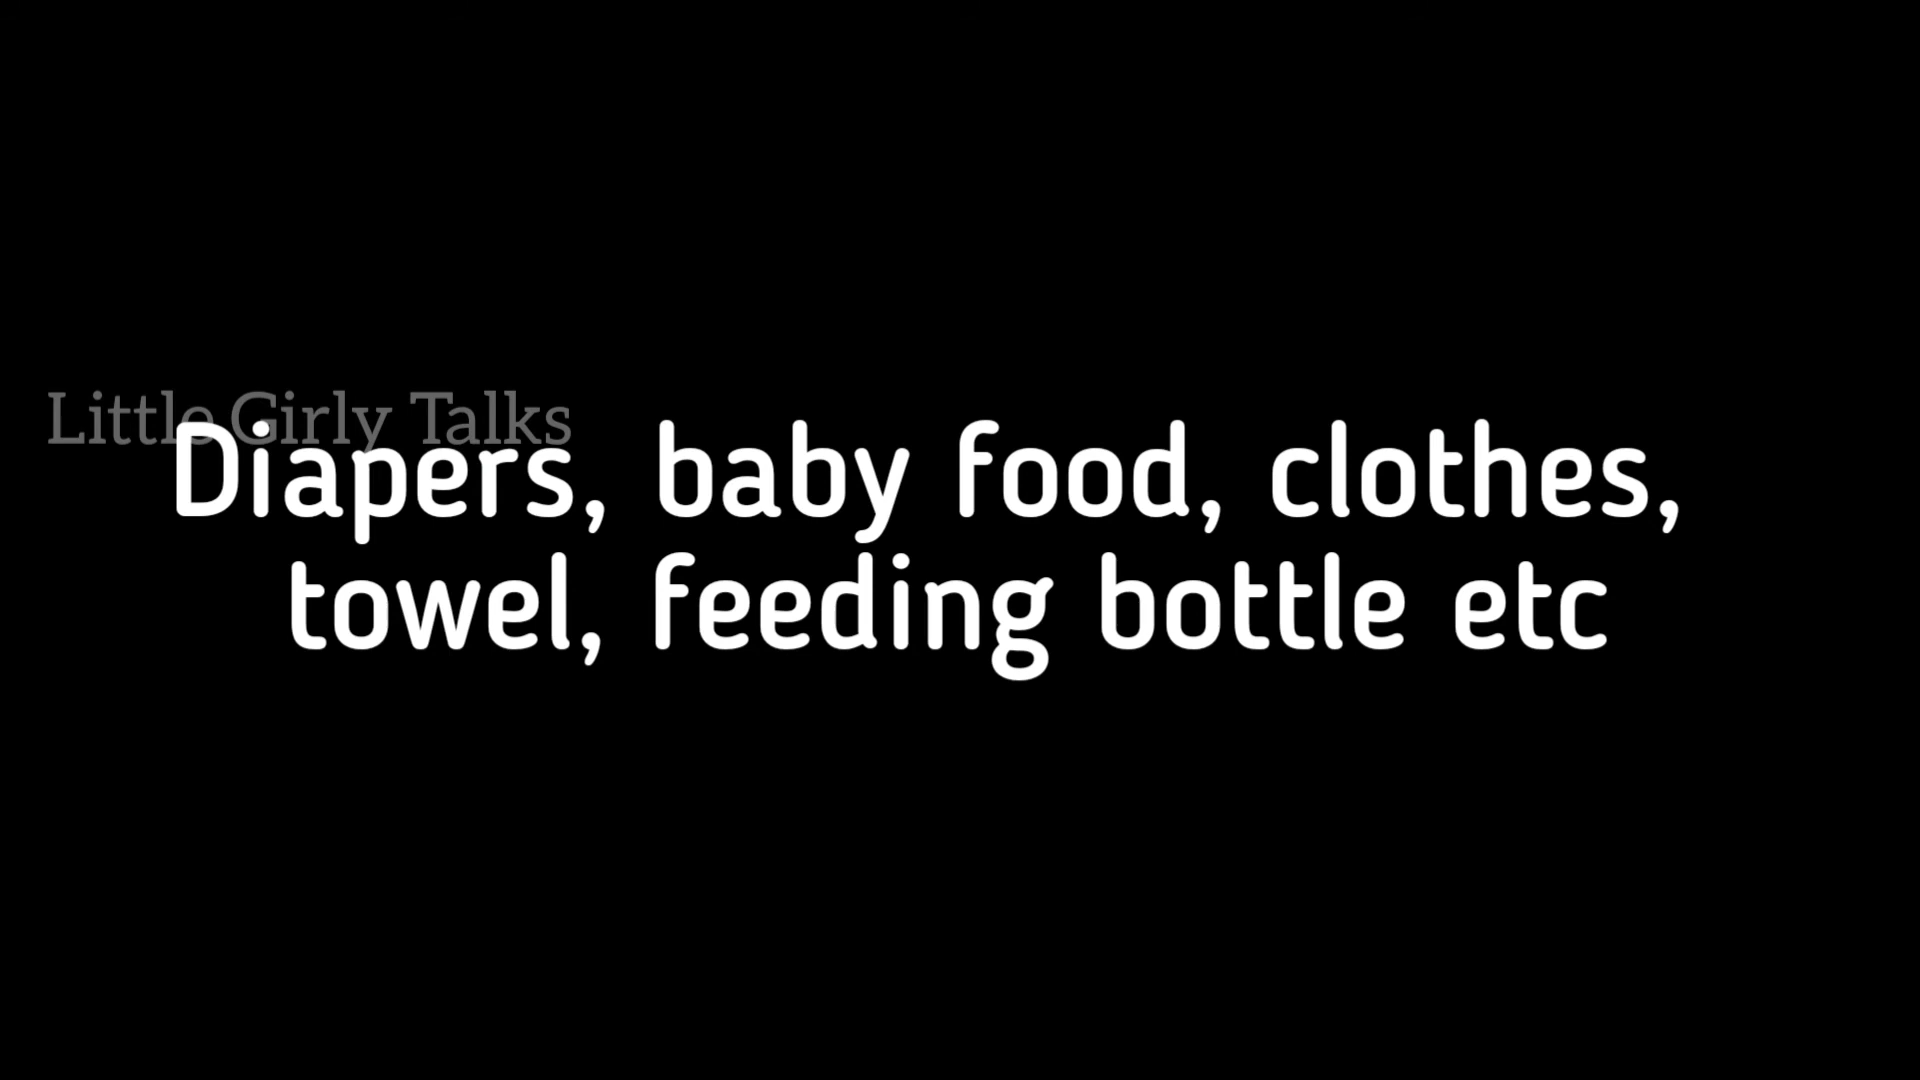 Little Girly Talks
Diapers, baby food, clothes,
towel, feeding bottle etc